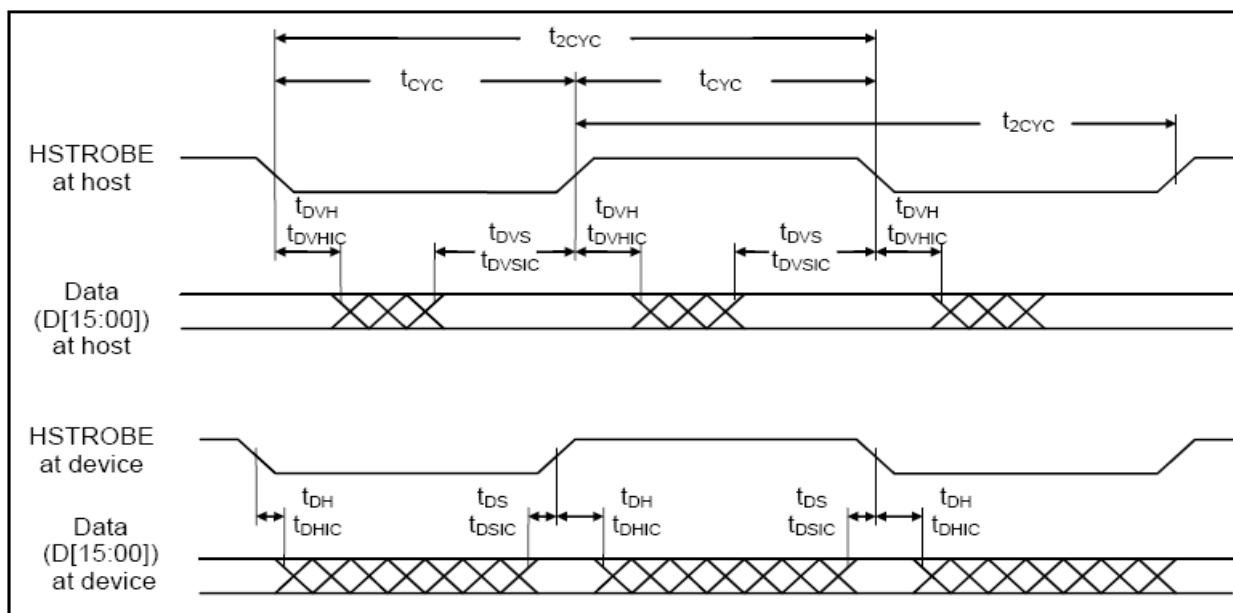 t2CYC
tCYC tCYC
t2CYC
HSTROBE
at host
tDVH tDVH tDVH
tDVHIC tDVS tDVHIC tDVS tDVHIC
tDVSIC tDVSIC
Data
(D[15:00])
at host
HSTROBE
at device
tDH tDS tDH tDS tDH
tDHIC tDSIC tDHIC tDSIC tDHIC
Data
(D[15:00])
at device